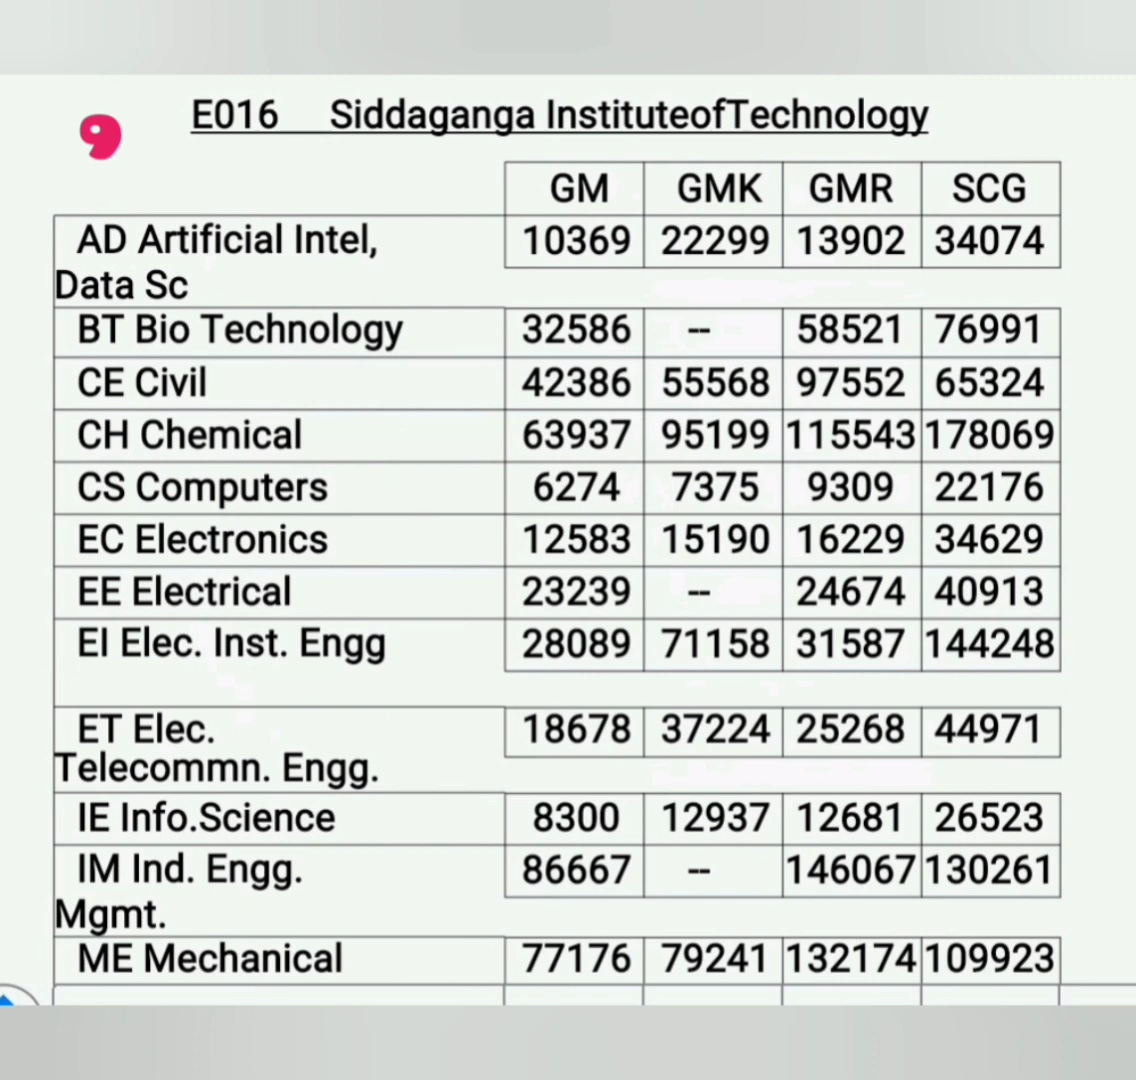 9
E016 Siddaganga InstituteofTechnology
GM GMK GMR SCG
AD Artificial Intel, 10369 22299 13902 34074
Data Sc
BT Bio Technology 32586 -- 58521 76991
CE Civil 42386 55568 97552 65324
CH Chemical 63937 95199 115543 178069
CS Computers 6274 7375 9309 22176
EC Electronics 12583 15190 16229 34629
EE Electrical 23239 -- 24674 40913
EI Elec. Inst. Engg 28089 71158 31587 144248
ET Elec. 18678 37224 25268 44971
Telecommn. Engg.
IE Info.Science 8300 12937 12681 26523
IM Ind. Engg. 86667 -- 146067 130261
Mgmt.
ME Mechanical 77176 79241 132174 109923